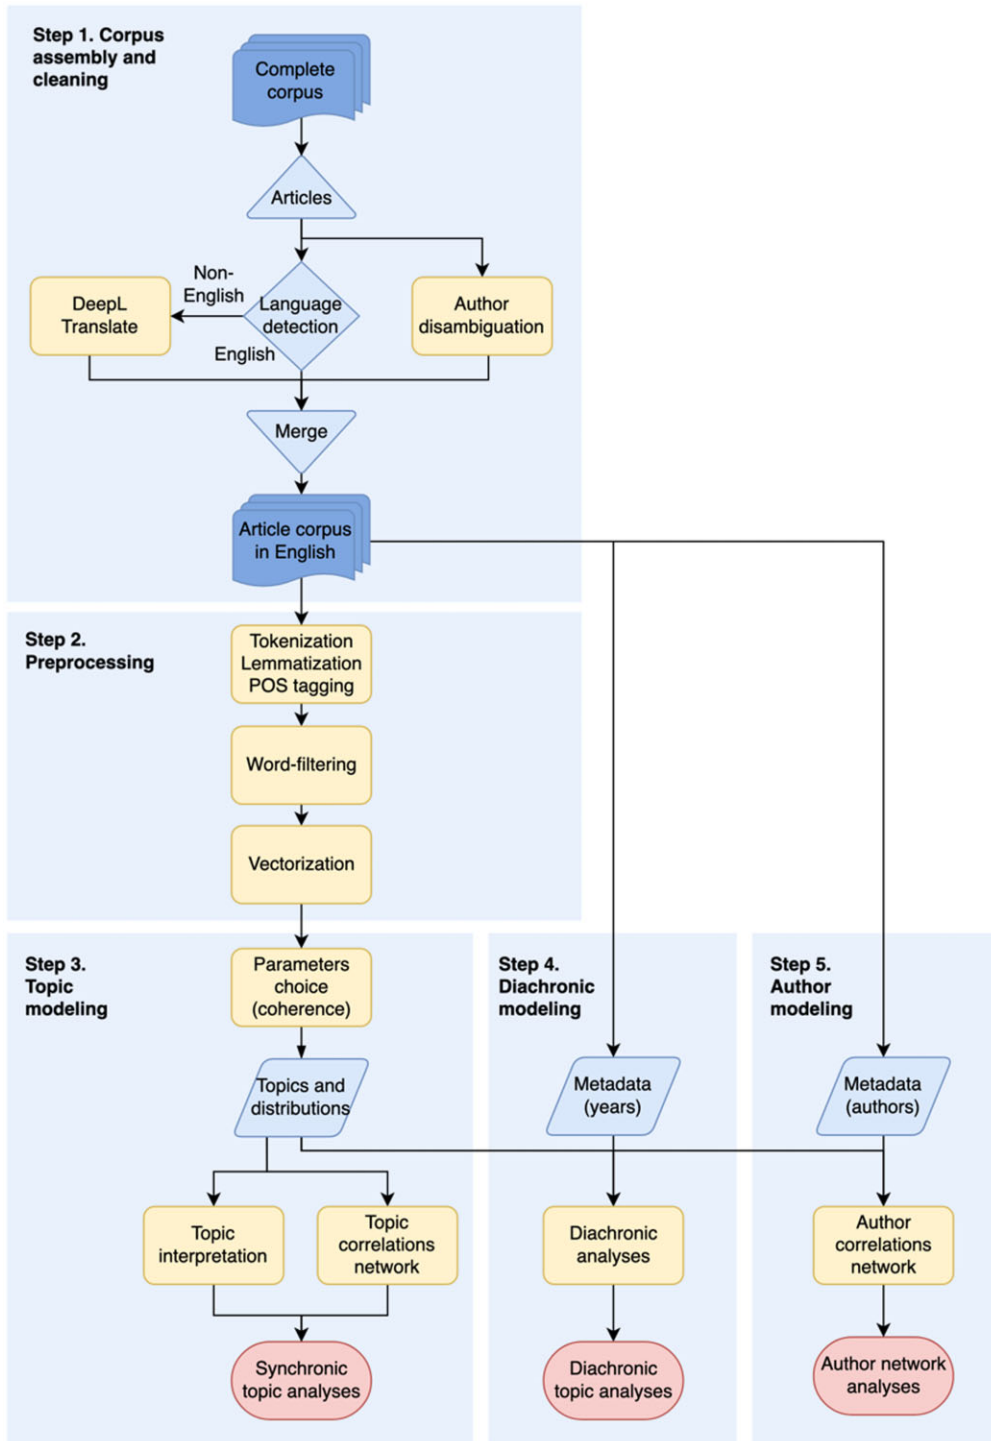 Step 1. Corpus
assembly and
cleaning
Complete
corpus
Articles
Non-
English
DeepL
Translate
Language
detection
Author
disambiguation
English
Merge
Article corpus
in English
Step 2.
Preprocessing
Tokenization
Lemmatization
POS tagging
Word-filtering
Vectorization
Step 3.
Topic
modeling
Parameters
choice
(coherence)
Topics and
distributions
Topic
interpretation
Topic
correlations
network
Synchronic
topic analyses
Step 4.
Diachronic
modeling
Metadata
(years)
Diachronic
analyses
Diachronic
topic analyses
Step 5.
Author
modeling
Metadata
(authors)
Author
correlations
network
Author network
analyses